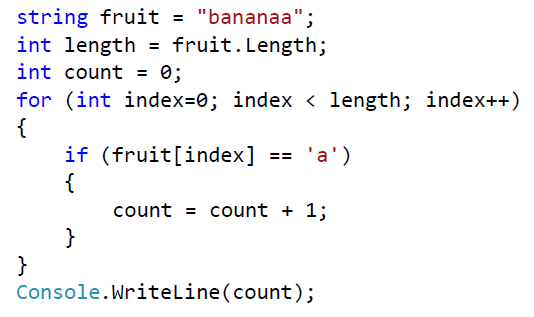 string fruit = "bananaa";
int length = fruit.Length;
int count = 0;
for (int index=0; index < length; index++)
{
    if (fruit[index] == 'a')
    {
        count = count + 1;
    }
}
Console.WriteLine(count);